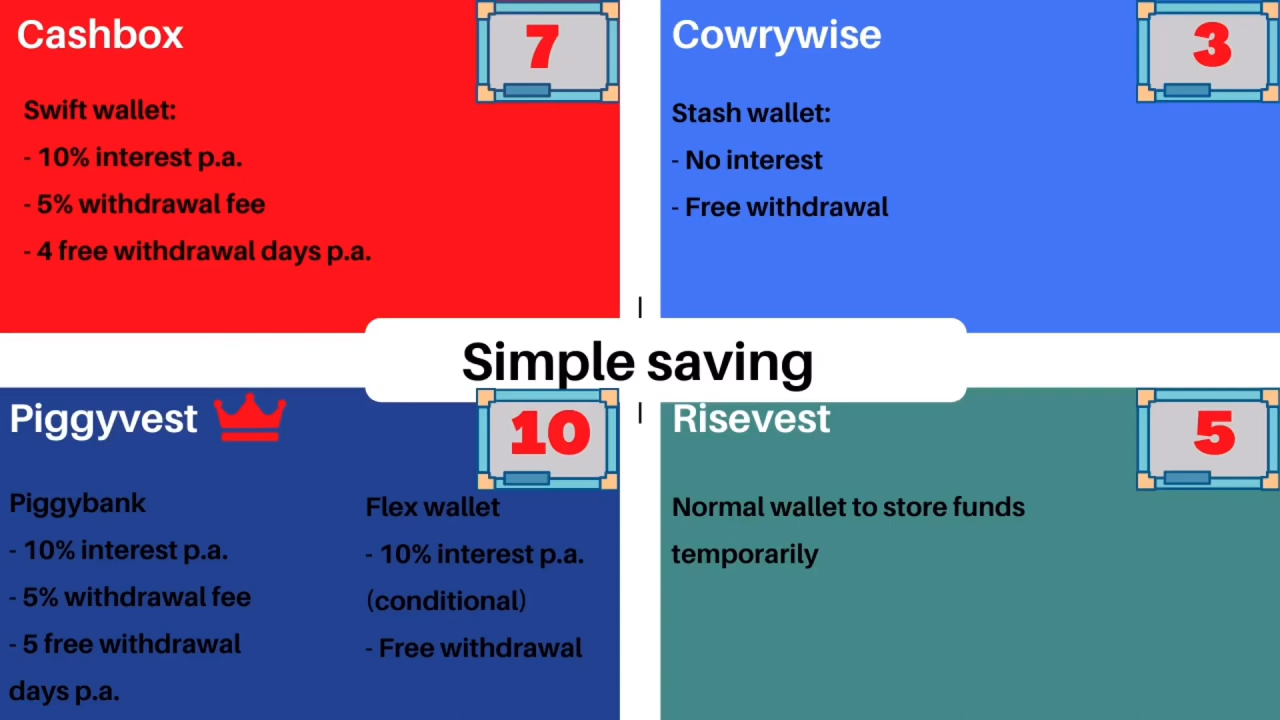 Cashbox
7
Swift wallet:
- 10% interest p.a.
- 5% withdrawal fee
- 4 free withdrawal days p.a.
Cowrywise
3
Stash wallet:
- No interest
- Free withdrawal
Simple saving
Piggyvest
10
Piggybank
- 10% interest p.a.
- 5% withdrawal fee
- 5 free withdrawal
days p.a.
Flex wallet
- 10% interest p.a.
(conditional)
- Free withdrawal
Risevest
5
Normal wallet to store funds
temporarily